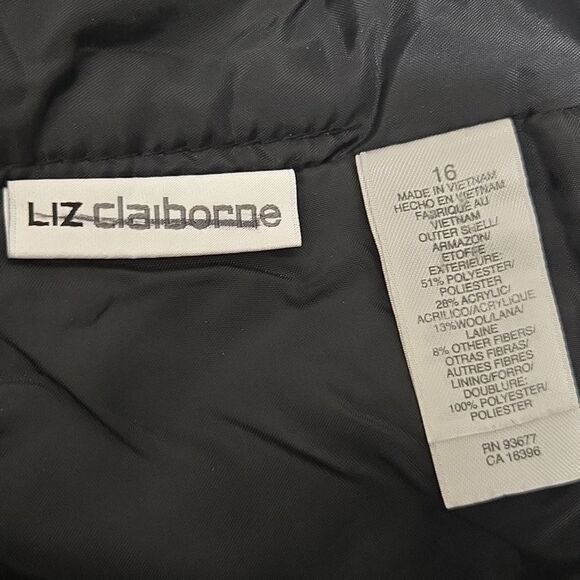 LIZ claiborne
16
MADE IN VIETNAM
HECHO EN VIETNAM
FABRIQUE AU
VIETNAM
OUTER SHELL/
ARMAZON/
ETOFFE
EXTERIEURE:
51% POLYESTER/
POLIESTER
28% ACRYLIC/
ACRILICO/ACRYLIQUE
13%WOOL/LANA/
LAINE
8% OTHER FIBERS/
OTRAS FIBRAS/
AUTRES FIBRES
LINING/FORRO/
DOUBLURE:
100% POLYESTER/
POLIESTER
RN 93677
CA 16396